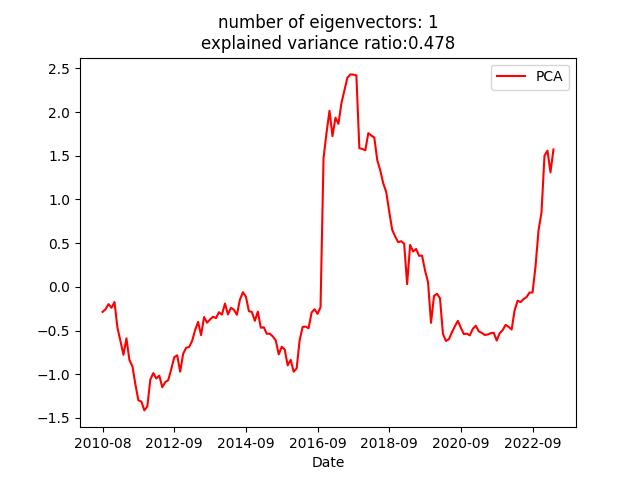 number of eigenvectors: 1
explained variance ratio:0.478
PCA
2.5
2.0
1.5
1.0
0.5
0.0
−0.5
−1.0
−1.5
2010-08 2012-09 2014-09 2016-09 2018-09 2020-09 2022-09
Date